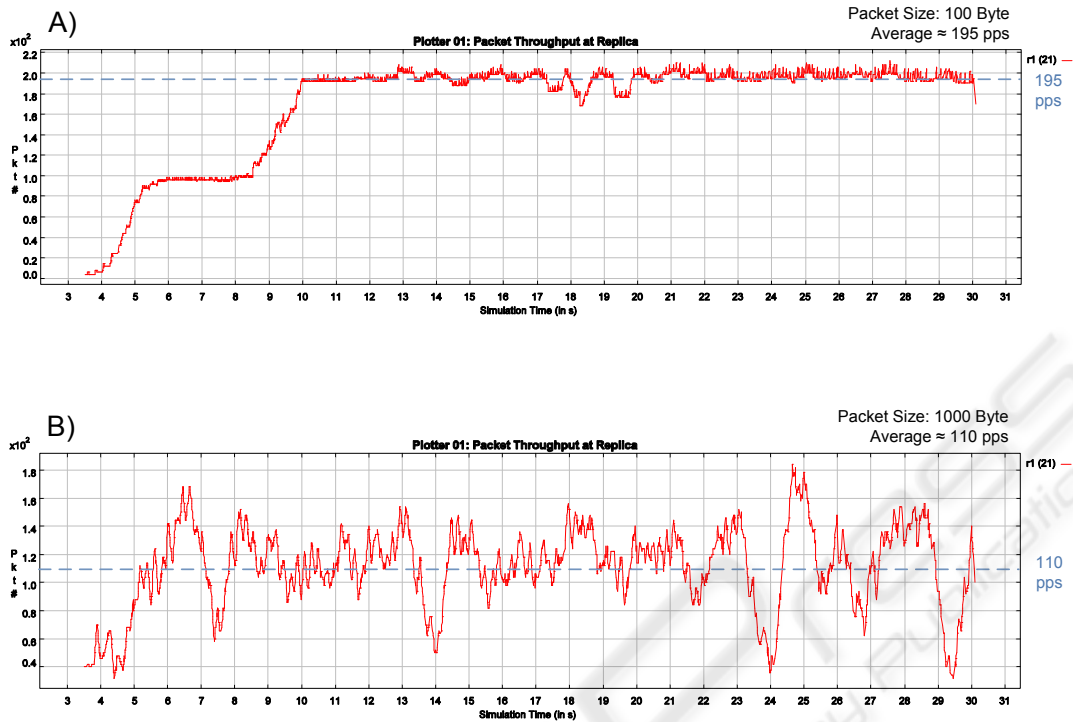 A)
Packet Size: 100 Byte
Average ≈ 195 pps
x10²
Plotter 01: Packet Throughput at Replica
r1 (21)
2.2
2.0
1.8
1.6
1.4
1.2
1.0
0.8
0.6
0.4
0.2
0.0
P
k
t
#
195
pps
3 4 5 6 7 8 9 10 11 12 13 14 15 16 17 18 19 20 21 22 23 24 25 26 27 28 29 30 31
Simulation Time (in s)
B)
Packet Size: 1000 Byte
Average ≈ 110 pps
x10²
Plotter 01: Packet Throughput at Replica
r1 (21)
1.8
1.6
1.4
1.2
1.0
0.8
0.6
0.4
P
k
t
#
110
pps
3 4 5 6 7 8 9 10 11 12 13 14 15 16 17 18 19 20 21 22 23 24 25 26 27 28 29 30 31
Simulation Time (in s)